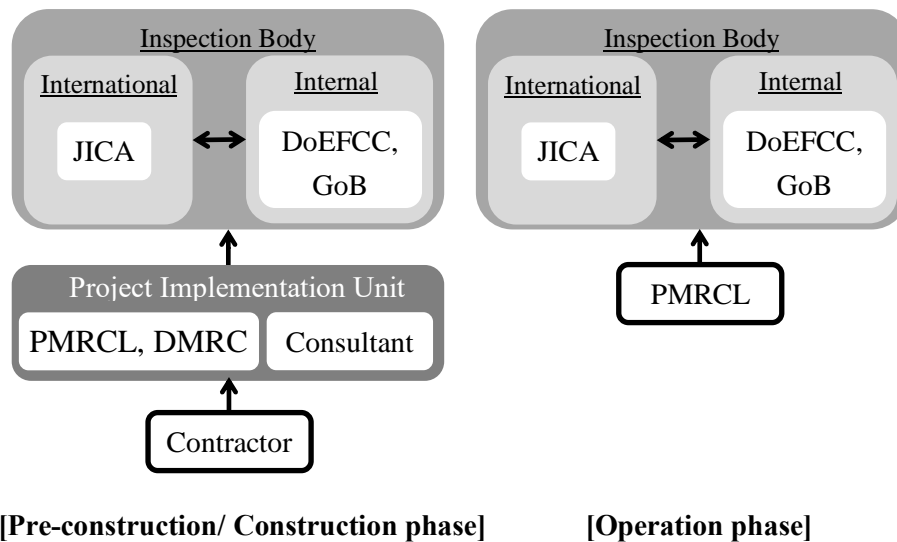 Inspection Body
International
Internal
JICA
DoEFCC,
GoB
Project Implementation Unit
PMRCL, DMRC
Consultant
Contractor
[Pre-construction/ Construction phase]
Inspection Body
International
Internal
JICA
DoEFCC,
GoB
PMRCL
[Operation phase]